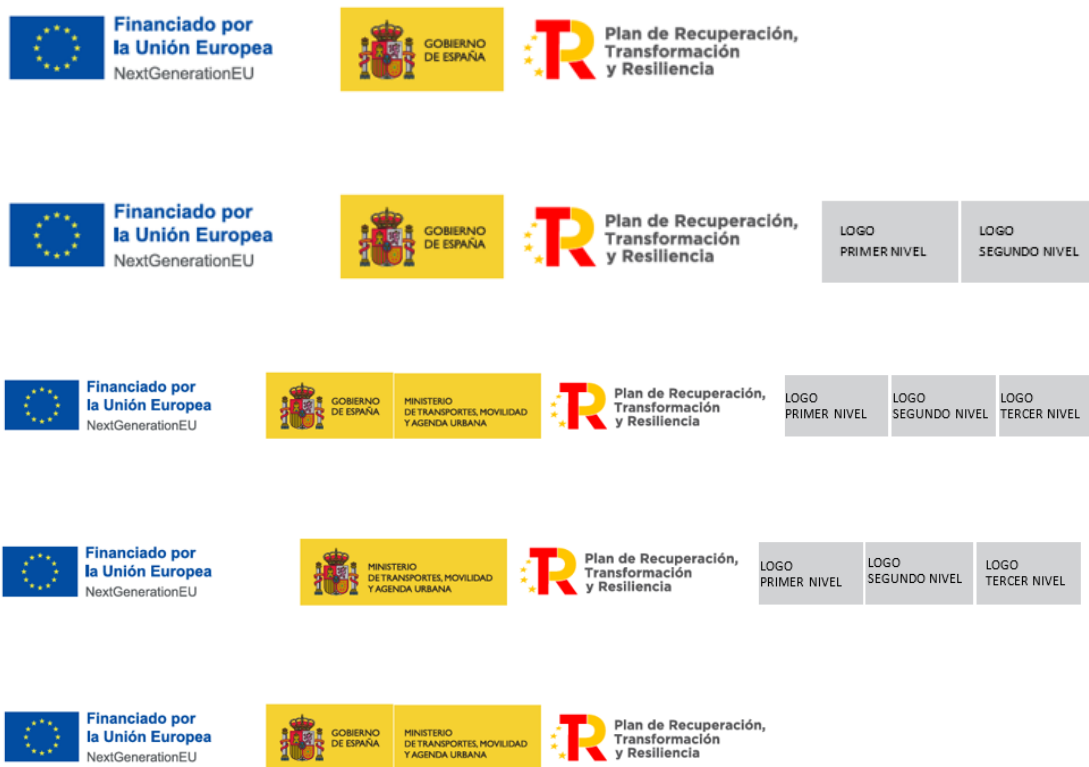 Financiado por
la Unión Europea
NextGenerationEU
GOBIERNO
DE ESPAÑA
Plan de Recuperación,
Transformación
y Resiliencia
Financiado por
la Unión Europea
NextGenerationEU
GOBIERNO
DE ESPAÑA
Plan de Recuperación,
Transformación
y Resiliencia
LOGO
PRIMER NIVEL
LOGO
SEGUNDO NIVEL
Financiado por
la Unión Europea
NextGenerationEU
GOBIERNO
DE ESPAÑA
MINISTERIO
DE TRANSPORTES, MOVILIDAD
Y AGENDA URBANA
Plan de Recuperación,
Transformación
y Resiliencia
LOGO
PRIMER NIVEL
LOGO
SEGUNDO NIVEL
LOGO
TERCER NIVEL
Financiado por
la Unión Europea
NextGenerationEU
MINISTERIO
DE TRANSPORTES, MOVILIDAD
Y AGENDA URBANA
Plan de Recuperación,
Transformación
y Resiliencia
LOGO
PRIMER NIVEL
LOGO
SEGUNDO NIVEL
LOGO
TERCER NIVEL
Financiado por
la Unión Europea
NextGenerationEU
GOBIERNO
DE ESPAÑA
MINISTERIO
DE TRANSPORTES, MOVILIDAD
Y AGENDA URBANA
Plan de Recuperación,
Transformación
y Resiliencia